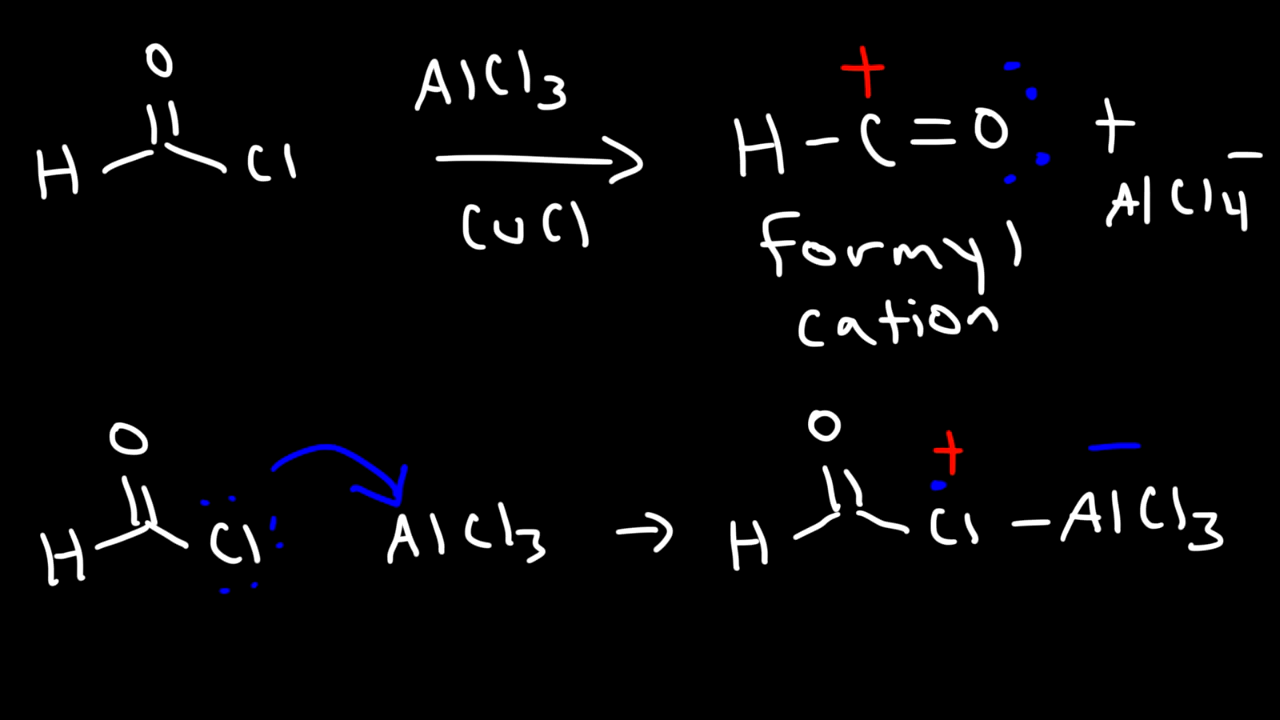 O
‖
H Cl
AlCl₃
CuCl
+
H-C=O + AlCl₄⁻
formyl
cation
O
‖
H Cl AlCl₃ →
O + −
‖
H Cl-AlCl₃